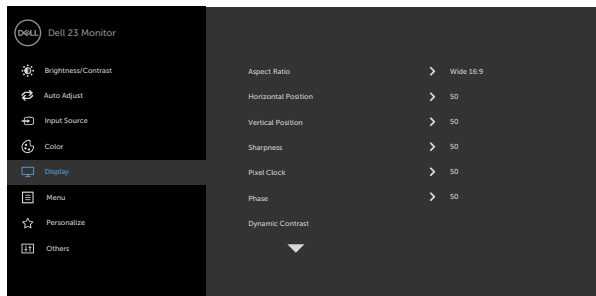 DELL Dell 23 Monitor
Brightness/Contrast
Auto Adjust
Input Source
Color
Display
Menu
Personalize
Others
Aspect Ratio Wide 16:9
Horizontal Position 50
Vertical Position 50
Sharpness 50
Pixel Clock 50
Phase 50
Dynamic Contrast